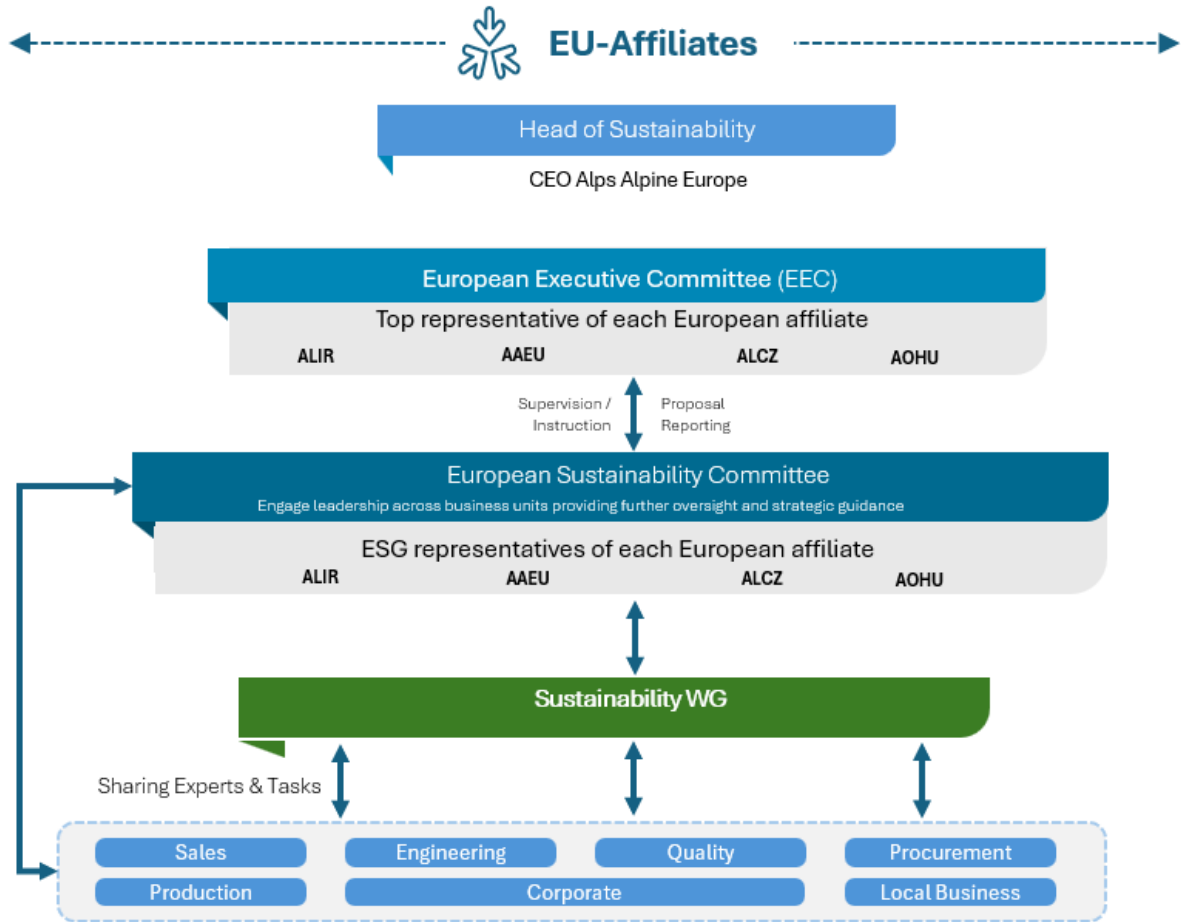 EU-Affiliates
Head of Sustainability
CEO Alps Alpine Europe
European Executive Committee (EEC)
Top representative of each European affiliate
ALIR AAEU ALCZ AOHU
Supervision / Instruction
Proposal Reporting
European Sustainability Committee
Engage leadership across business units providing further oversight and strategic guidance
ESG representatives of each European affiliate
ALIR AAEU ALCZ AOHU
Sustainability WG
Sharing Experts & Tasks
Sales Engineering Quality Procurement
Production Corporate Local Business